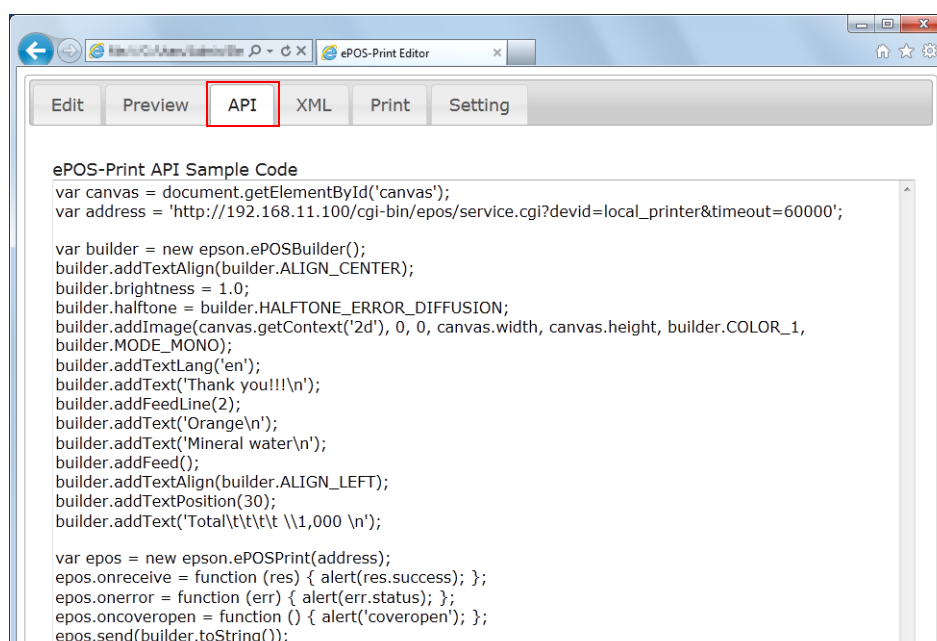 ePOS-Print Editor
Edit Preview API XML Print Setting
ePOS-Print API Sample Code
var canvas = document.getElementById('canvas');
var address = 'http://192.168.11.100/cgi-bin/epos/service.cgi?devid=local_printer&timeout=60000';
var builder = new epson.ePOSBuilder();
builder.addTextAlign(builder.ALIGN_CENTER);
builder.brightness = 1.0;
builder.halftone = builder.HALFTONE_ERROR_DIFFUSION;
builder.addImage(canvas.getContext('2d'), 0, 0, canvas.width, canvas.height, builder.COLOR_1,
builder.MODE_MONO);
builder.addTextLang('en');
builder.addText('Thank you!!!\n');
builder.addFeedLine(2);
builder.addText('Orange\n');
builder.addText('Mineral water\n');
builder.addFeed();
builder.addTextAlign(builder.ALIGN_LEFT);
builder.addTextPosition(30);
builder.addText('Total\t\t\t\t \\1,000 \n');
var epos = new epson.ePOSPrint(address);
epos.onreceive = function (res) { alert(res.success); };
epos.onerror = function (err) { alert(err.status); };
epos.oncoveropen = function () { alert('coveropen'); };
epos.send(builder.toString());